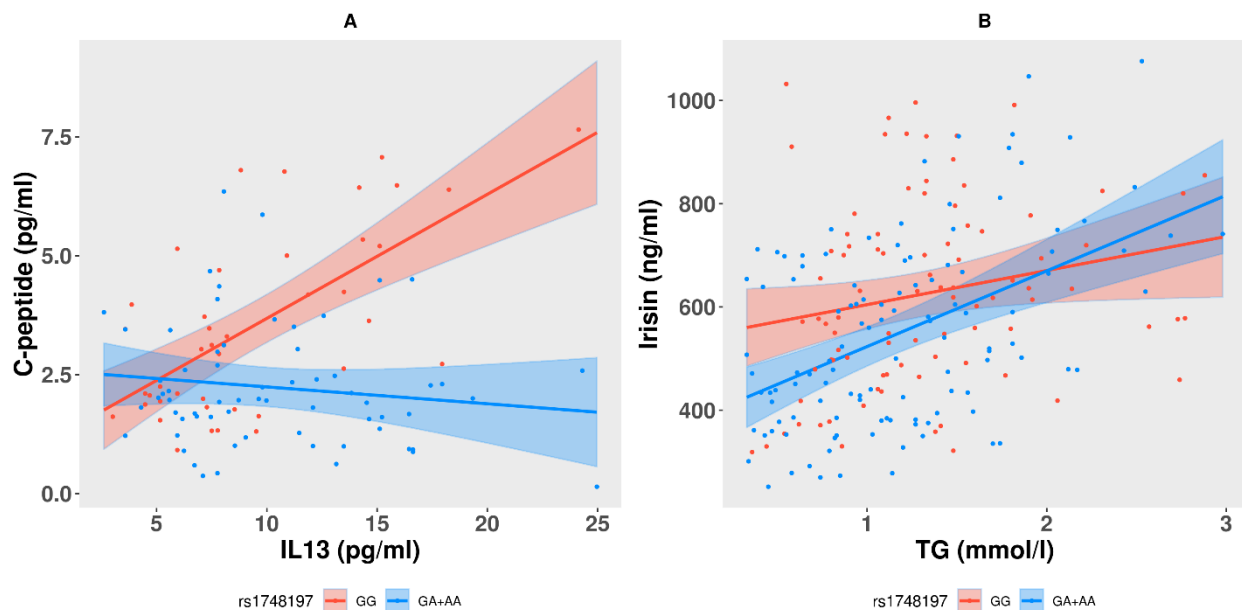 A
B
C-peptide (pg/ml)
7.5
5.0
2.5
0.0
5
10
15
20
25
IL13 (pg/ml)
Irisin (ng/ml)
1000
800
600
400
1
2
3
TG (mmol/l)
rs1748197 GG GA+AA
rs1748197 GG GA+AA